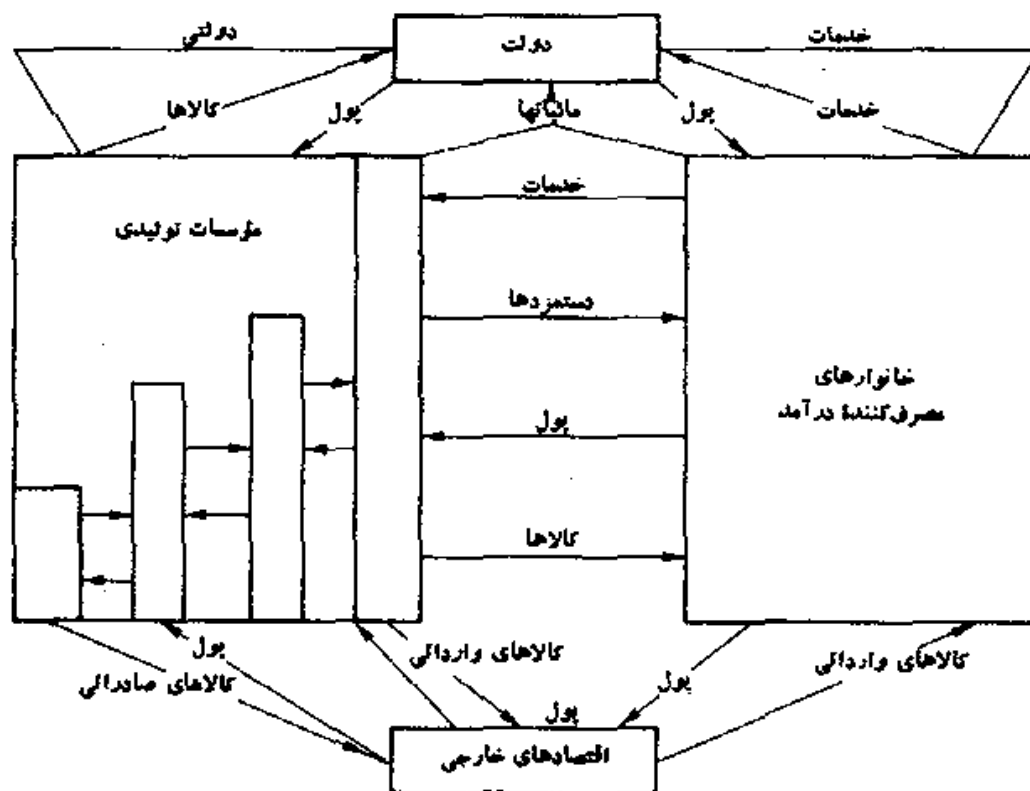 خدمات
دولت
دولتی
خدمات
پول
مالیاتها
پول
کالاها
خدمات
مؤسسات تولیدی
دستمزدها
خانوارهای
مصرف‌کنندهٔ درآمد
پول
کالاها
پول
کالاهای وارداتی
کالاهای وارداتی
کالاهای صادراتی
پول
پول
اقتصادهای خارجی